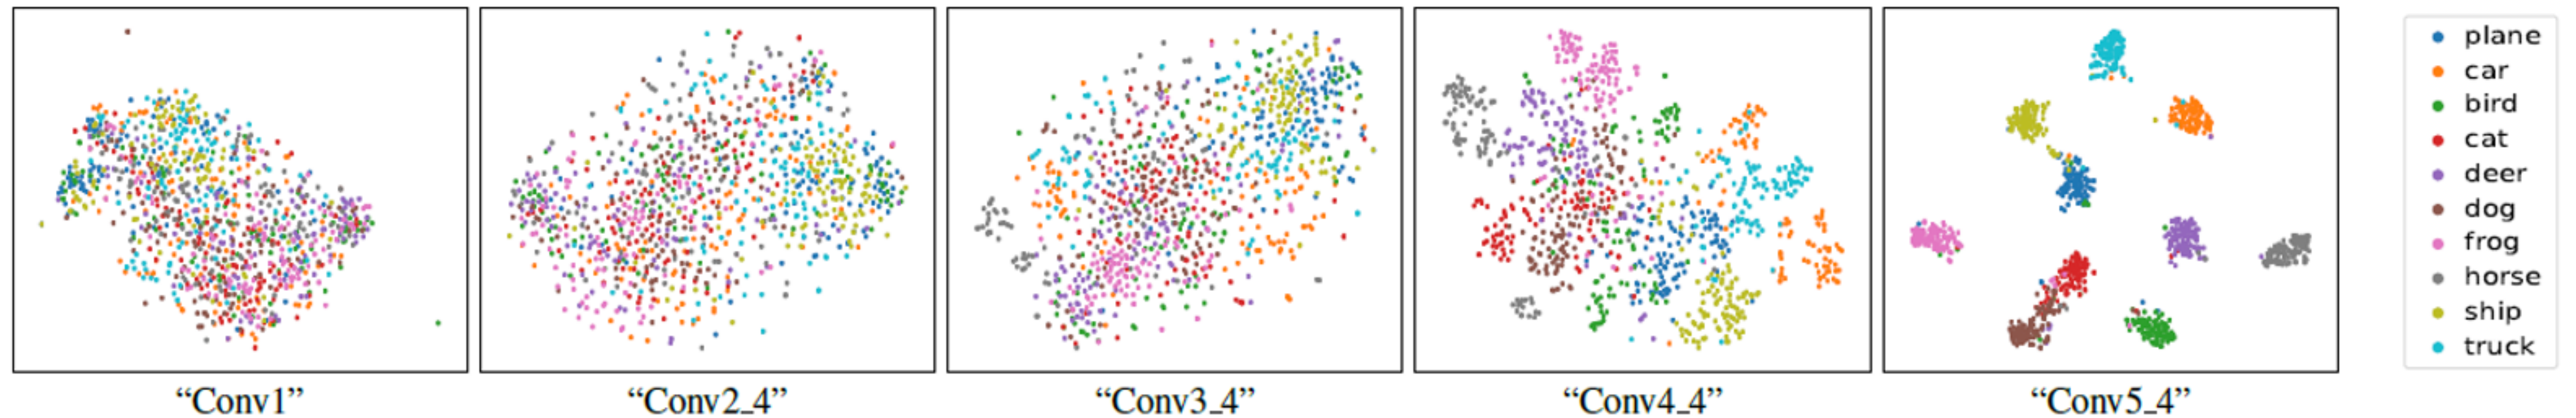 “Conv1”
“Conv2_4”
“Conv3_4”
“Conv4_4”
“Conv5_4”
plane
car
bird
cat
deer
dog
frog
horse
ship
truck